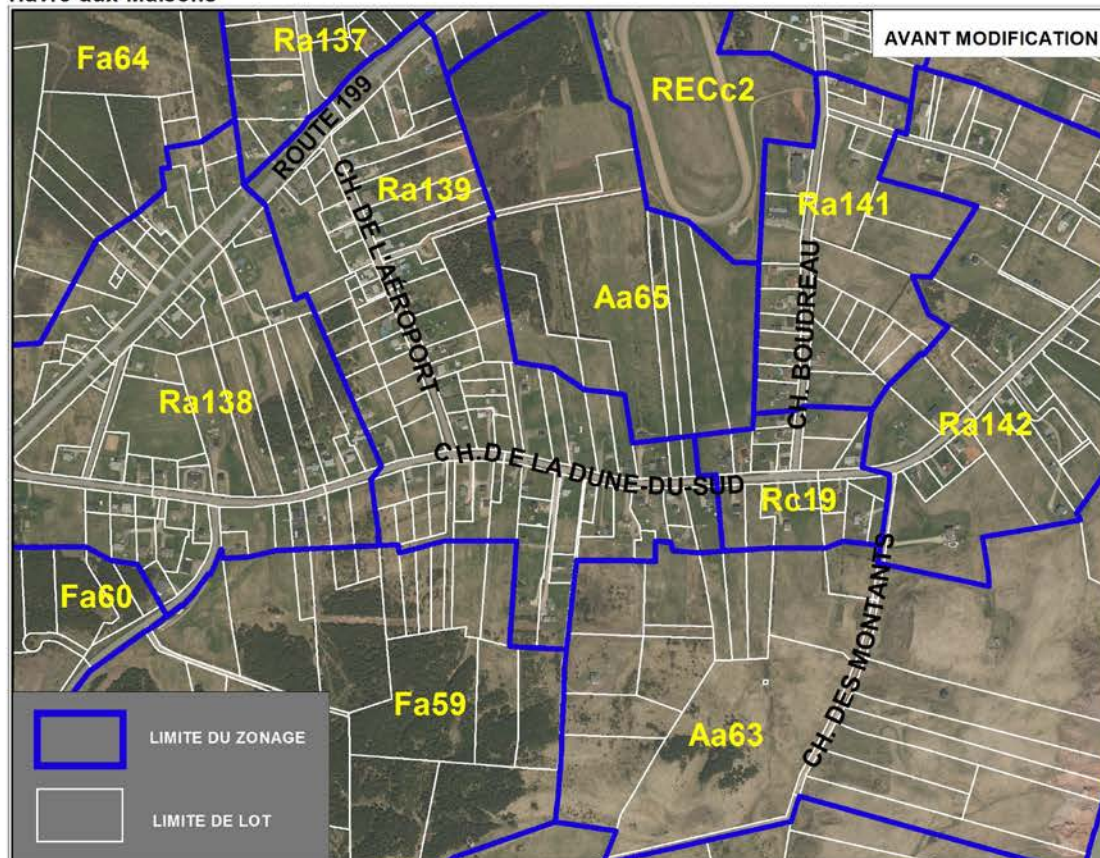 AVANT MODIFICATION
Fa64
Ra137
RECc2
ROUTE 199
CH. DE L'AÉROPORT
Ra139
Ra141
Aa65
CH. BOUDREAU
Ra138
Ra142
CH.DE LA DUNE-DU-SUD
Rc19
Fa60
CH. DES MONTANTS
Fa59
Aa63
LIMITE DU ZONAGE
LIMITE DE LOT